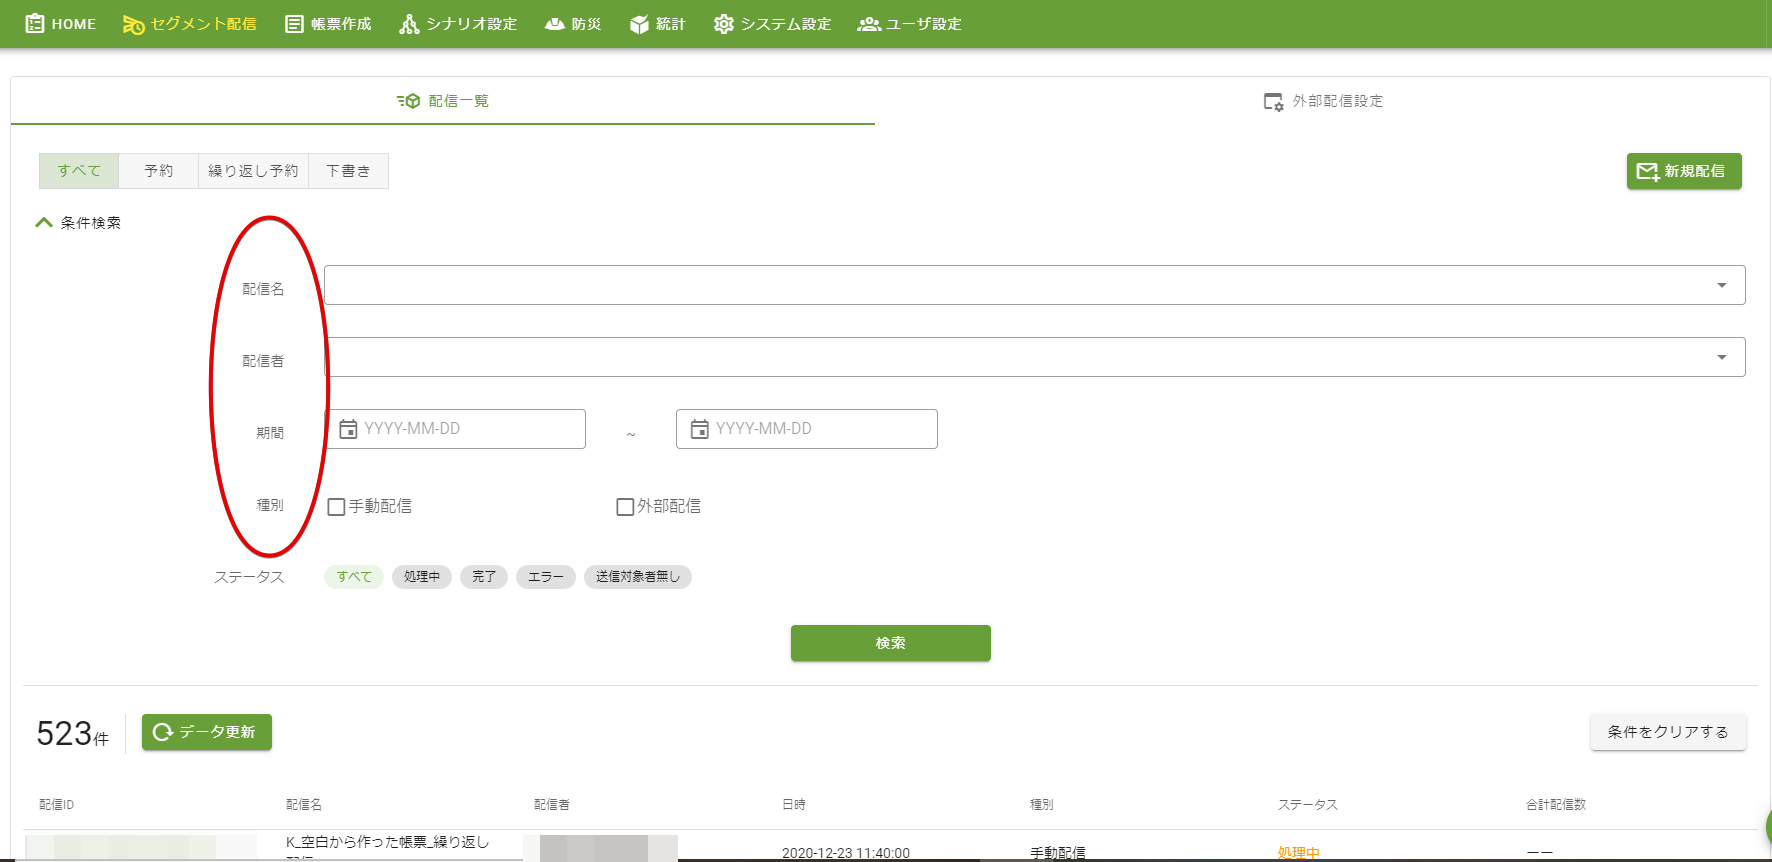 HOME セグメント配信 帳票作成 シナリオ設定 防災 統計 システム設定 ユーザ設定
配信一覧 外部配信設定
すべて 予約 繰り返し予約 下書き 新規配信
条件検索
配信名
配信者
期間 YYYY-MM-DD ~ YYYY-MM-DD
種別 手動配信 外部配信
ステータス すべて 処理中 完了 エラー 送信対象者無し
検索
523件 データ更新 条件をクリアする
配信ID 配信名 配信者 日時 種別 ステータス 合計配信数
K_空白から作った帳票_繰り返し
2020-12-23 11:40:00 手動配信 処理中 ーー